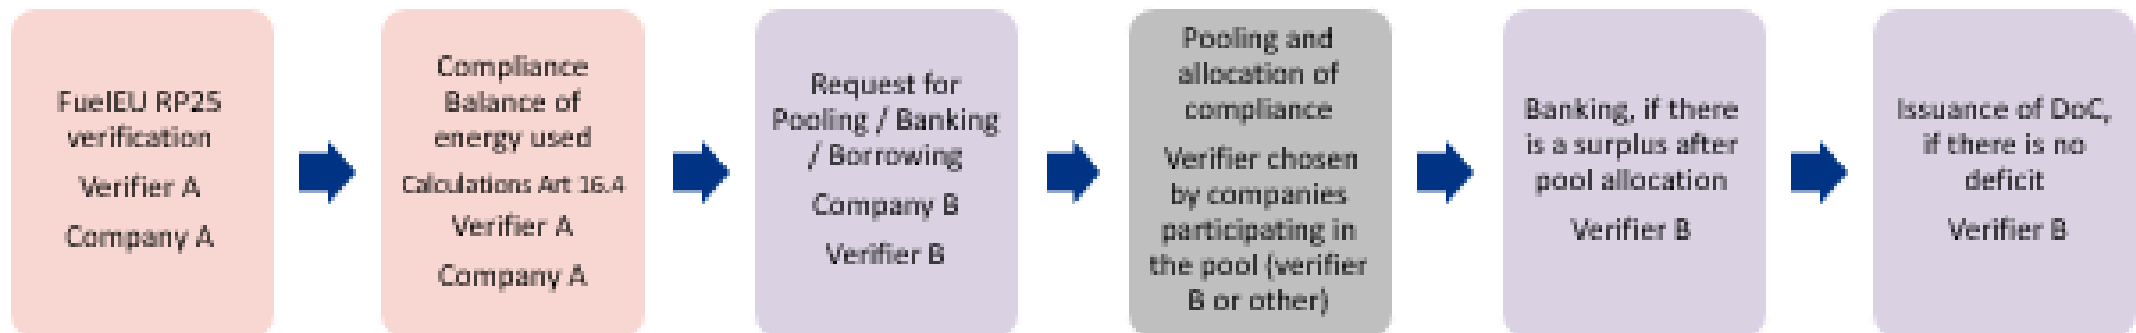 FuelEU RP25
verification
Verifier A
Company A
Compliance
Balance of
energy used
Calculations Art 16.4
Verifier A
Company A
Request for
Pooling / Banking
/ Borrowing
Company B
Verifier B
Pooling and
allocation of
compliance
Verifier chosen
by companies
participating in
the pool (verifier
B or other)
Banking, if there
is a surplus after
pool allocation
Verifier B
Issuance of DoC,
if there is no
deficit
Verifier B